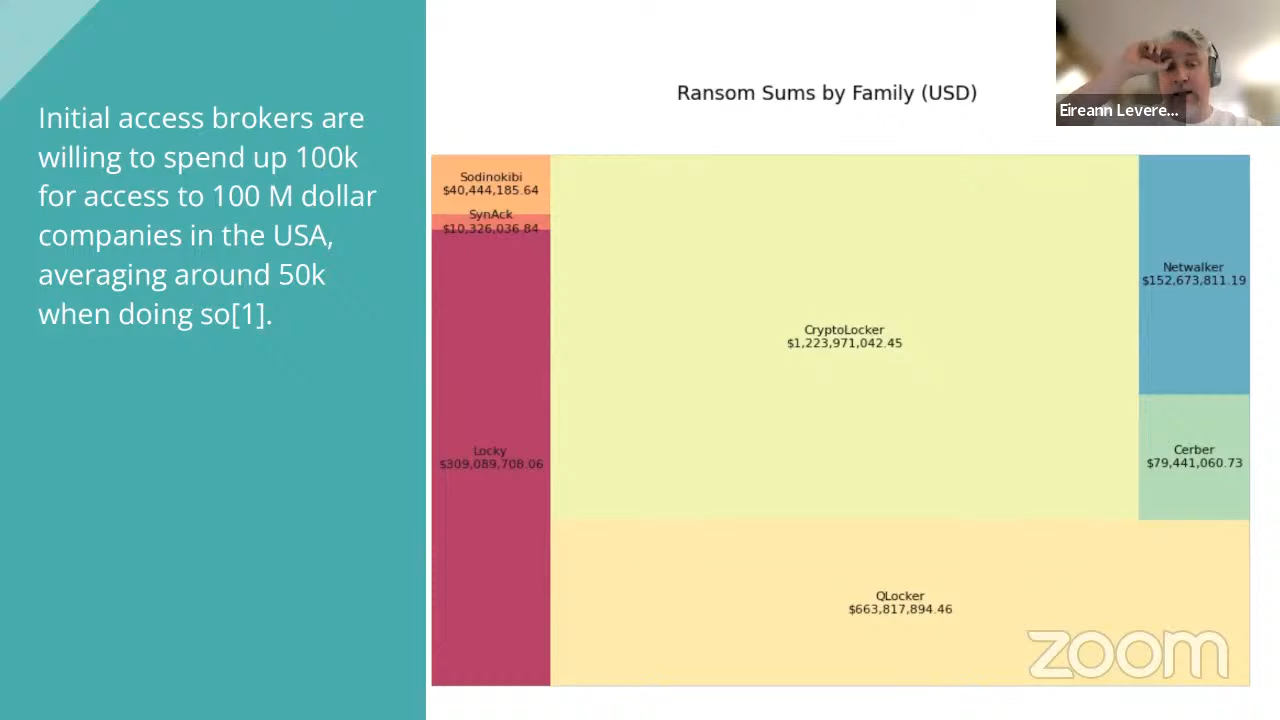 Initial access brokers are
willing to spend up 100k
for access to 100 M dollar
companies in the USA,
averaging around 50k
when doing so[1].
Ransom Sums by Family (USD)
Eireann Levere...
Sodinokibi
$40,444,185.64
SynAck
$10,326,036.84
Locky
$309,089,708.06
CryptoLocker
$1,223,971,042.45
Netwalker
$152,673,811.19
Cerber
$79,441,060.73
QLocker
$663,817,894.46
zoom